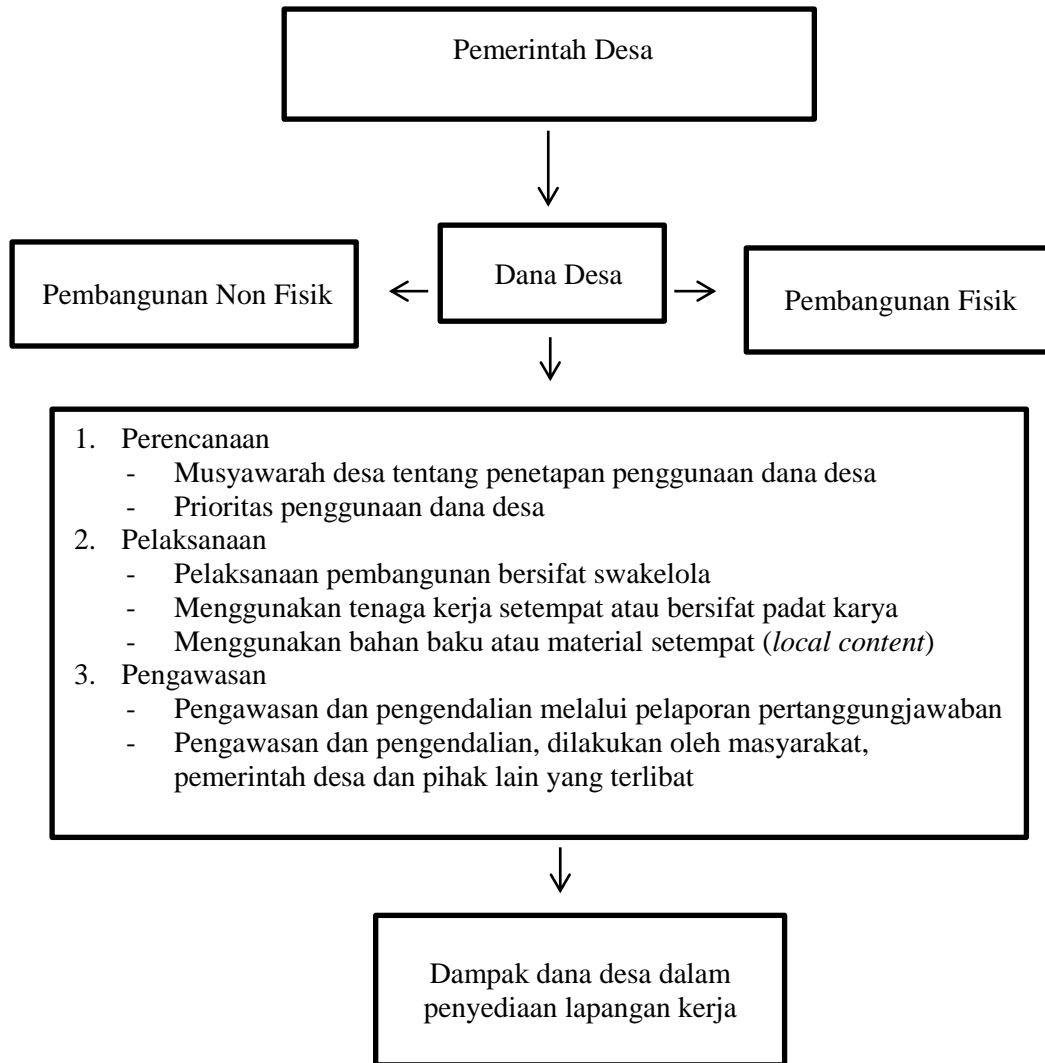 Pemerintah Desa
Dana Desa
Pembangunan Non Fisik
Pembangunan Fisik
1. Perencanaan
- Musyawarah desa tentang penetapan penggunaan dana desa
- Prioritas penggunaan dana desa
2. Pelaksanaan
- Pelaksanaan pembangunan bersifat swakelola
- Menggunakan tenaga kerja setempat atau bersifat padat karya
- Menggunakan bahan baku atau material setempat (local content)
3. Pengawasan
- Pengawasan dan pengendalian melalui pelaporan pertanggungjawaban
- Pengawasan dan pengendalian, dilakukan oleh masyarakat,
pemerintah desa dan pihak lain yang terlibat
Dampak dana desa dalam
penyediaan lapangan kerja